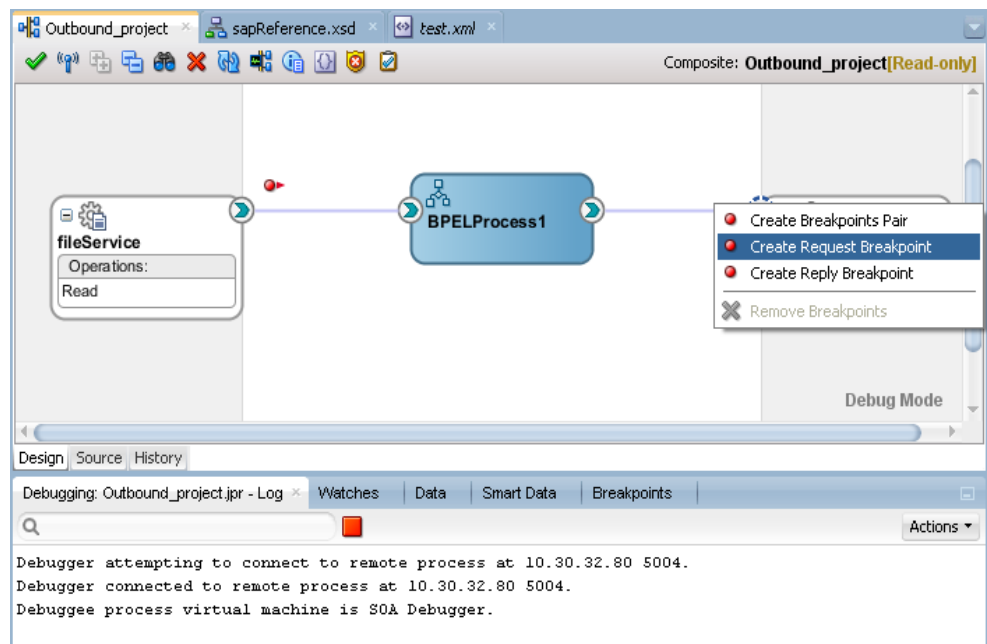 Outbound_project
sapReference.xsd
test.xml
Composite: Outbound_project[Read-only]
fileService
Operations:
Read
BPELProcess1
Create Breakpoints Pair
Create Request Breakpoint
Create Reply Breakpoint
Remove Breakpoints
Debug Mode
Design Source History
Debugging: Outbound_project.jpr - Log
Watches
Data
Smart Data
Breakpoints
Actions
Debugger attempting to connect to remote process at 10.30.32.80 5004.
Debugger connected to remote process at 10.30.32.80 5004.
Debuggee process virtual machine is SOA Debugger.